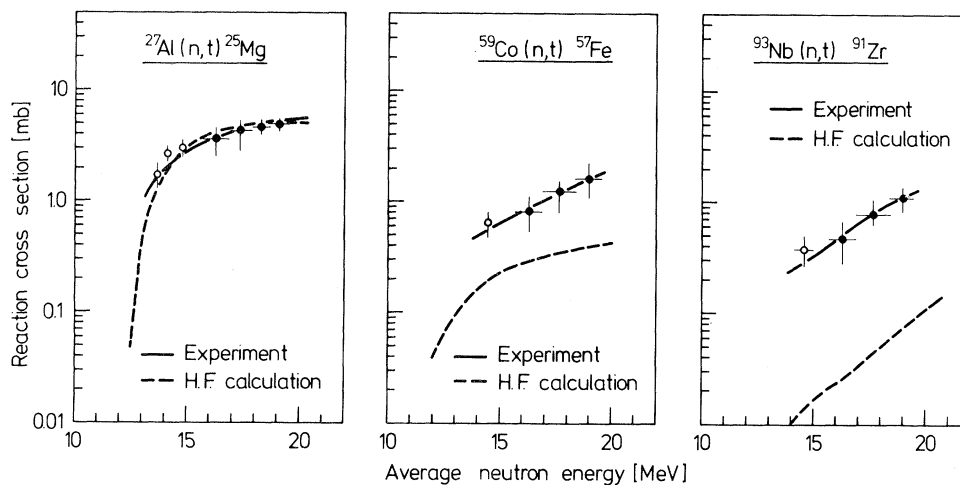 ²⁷Al(n,t)²⁵Mg
⁵⁹Co(n,t) ⁵⁷Fe
⁹³Nb(n,t) ⁹¹Zr
Reaction cross section [mb]
10
1.0
0.1
0.01
Experiment
H.F. calculation
Experiment
H.F. calculation
Experiment
H.F. calculation
10 15 20
10 15 20
10 15 20
Average neutron energy [MeV]